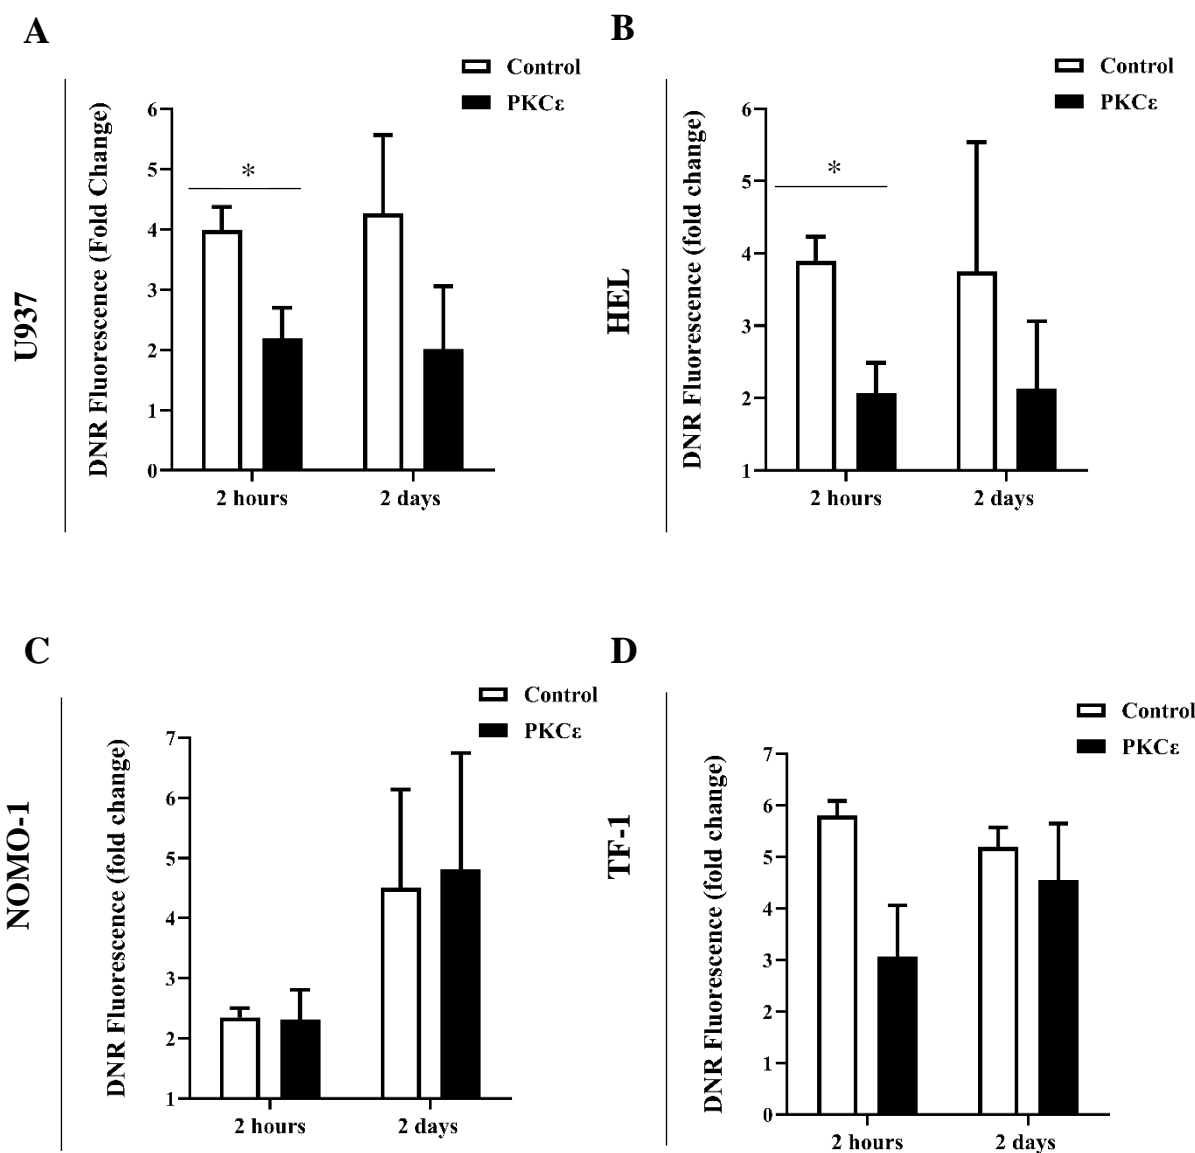 A
Control
PKCε
U937
DNR Fluorescence (Fold Change)
6
5
4
3
2
1
0
*
2 hours
2 days
B
Control
PKCε
HEL
DNR Fluorescence (fold change)
6
5
4
3
2
1
*
2 hours
2 days
C
Control
PKCε
NOMO-1
DNR Fluorescence (fold change)
7
6
5
4
3
2
1
2 hours
2 days
D
Control
PKCε
TF-1
DNR Fluorescence (fold change)
7
6
5
4
3
2
1
0
2 hours
2 days